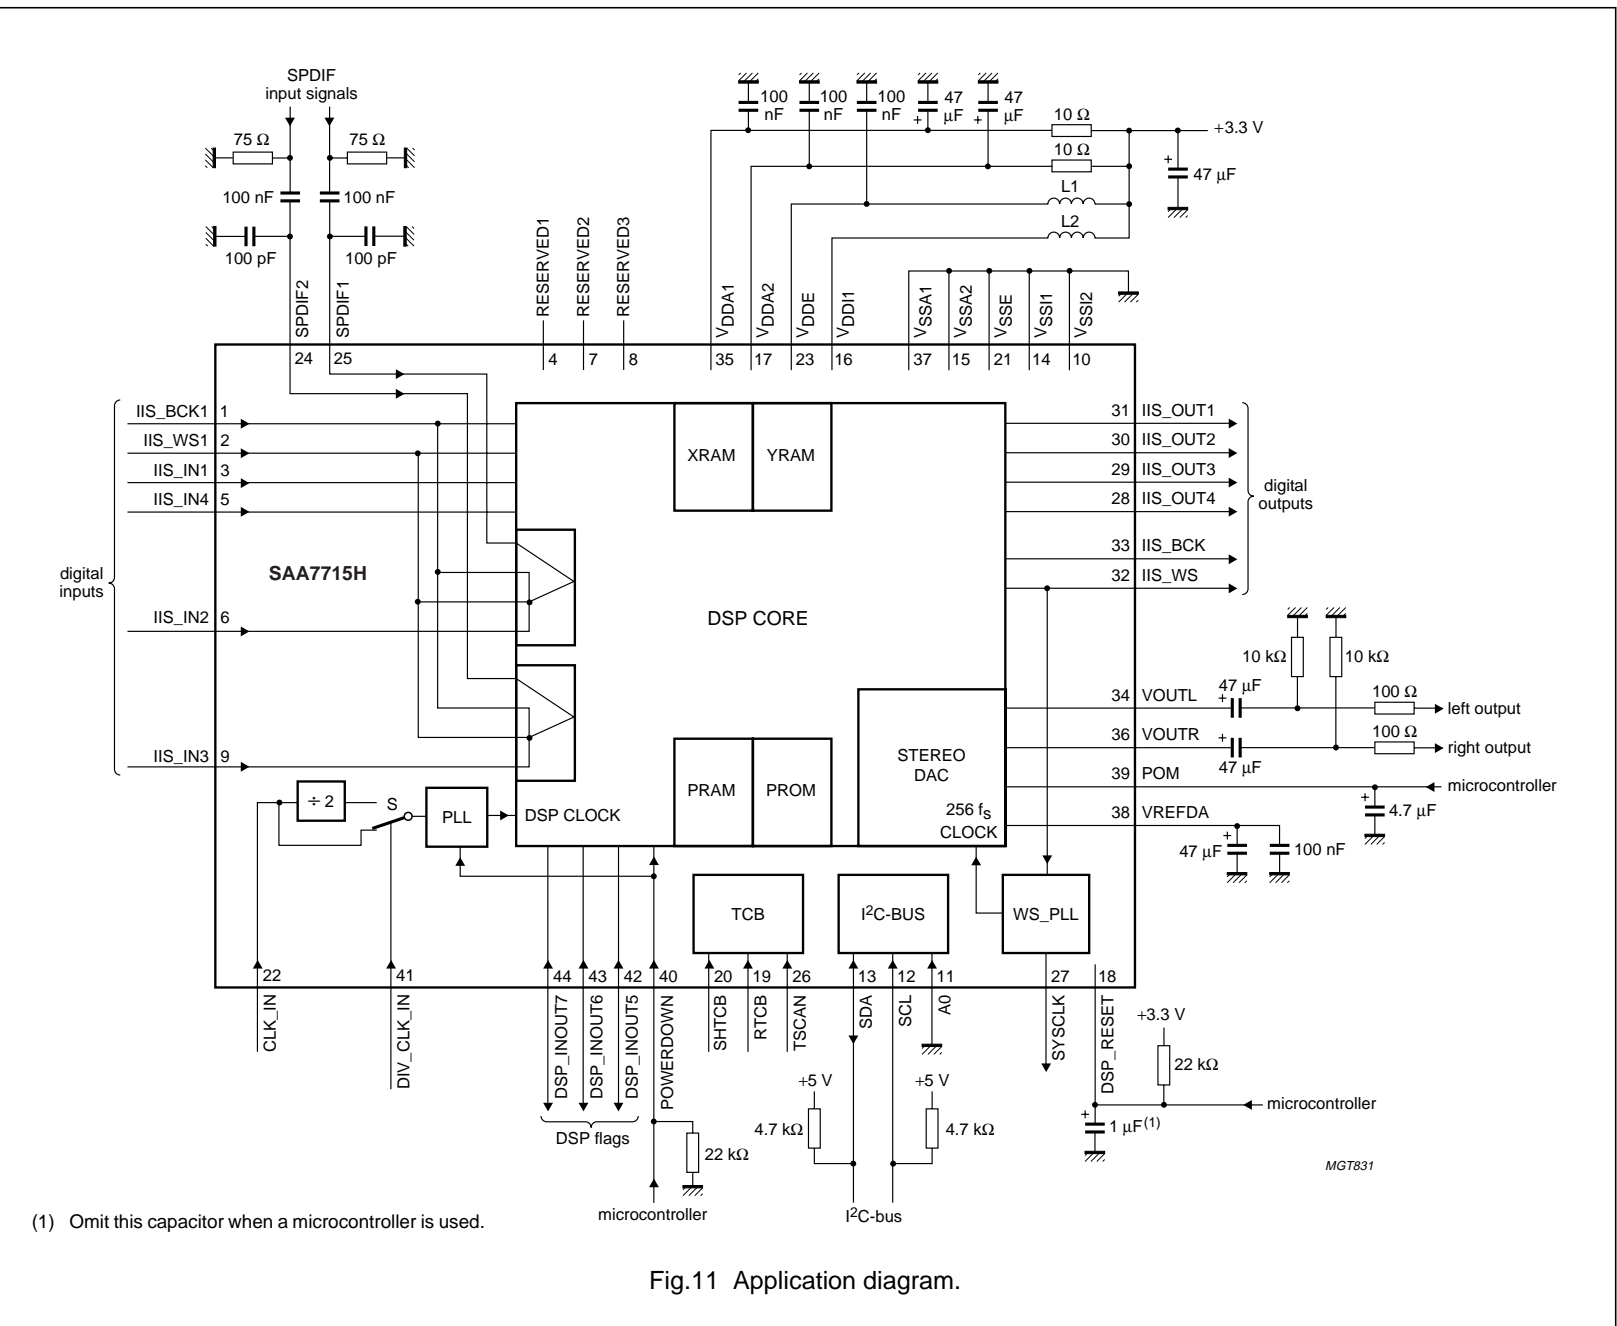 SPDIF
input signals
75 Ω
75 Ω
100 nF
100 nF
100 pF
100 pF
100 nF
100 nF
100 nF
47 μF
47 μF
+
+
10 Ω
10 Ω
+3.3 V
+
47 μF
L1
L2
SPDIF2
SPDIF1
RESERVED1
RESERVED2
RESERVED3
VDDA1
VDDA2
VDDE
VDDI1
VSSA1
VSSA2
VSSE
VSSI1
VSSI2
24
25
4
7
8
35
17
23
16
37
15
21
14
10
digital
inputs
IIS_BCK1 1
IIS_WS1 2
IIS_IN1 3
IIS_IN4 5
IIS_IN2 6
IIS_IN3 9
SAA7715H
XRAM
YRAM
DSP CORE
PRAM
PROM
STEREO
DAC
256 fs
CLOCK
31 IIS_OUT1
30 IIS_OUT2
29 IIS_OUT3
28 IIS_OUT4
33 IIS_BCK
32 IIS_WS
digital
outputs
10 kΩ
10 kΩ
34 VOUTL
47 μF
+
100 Ω
left output
36 VOUTR
+
47 μF
100 Ω
right output
39 POM
microcontroller
+
4.7 μF
38 VREFDA
+
47 μF
100 nF
÷ 2
S
PLL
DSP CLOCK
TCB
I2C-BUS
WS_PLL
22
41
44
43
42
40
20
19
26
13
12
11
27
18
CLK_IN
DIV_CLK_IN
DSP_INOUT7
DSP_INOUT6
DSP_INOUT5
POWERDOWN
SHTCB
RTCB
TSCAN
SDA
SCL
A0
SYSCLK
DSP_RESET
+3.3 V
22 kΩ
microcontroller
+
1 μF(1)
DSP flags
22 kΩ
microcontroller
+5 V
4.7 kΩ
+5 V
4.7 kΩ
I2C-bus
MGT831
(1) Omit this capacitor when a microcontroller is used.
Fig.11 Application diagram.